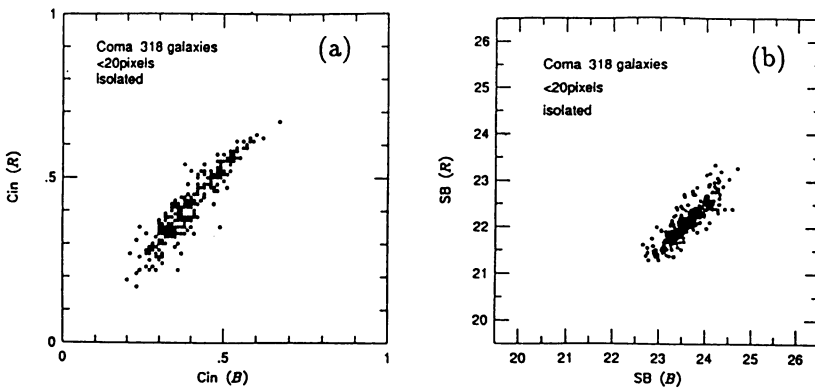 1
Coma 318 galaxies
<20pixels
isolated
(a)
Cin (R)
.5
0
0
.5
1
Cin (B)
26
Coma 318 galaxies
<20pixels
isolated
(b)
25
24
SB (R)
23
22
21
20
20
21
22
23
24
25
26
SB (B)